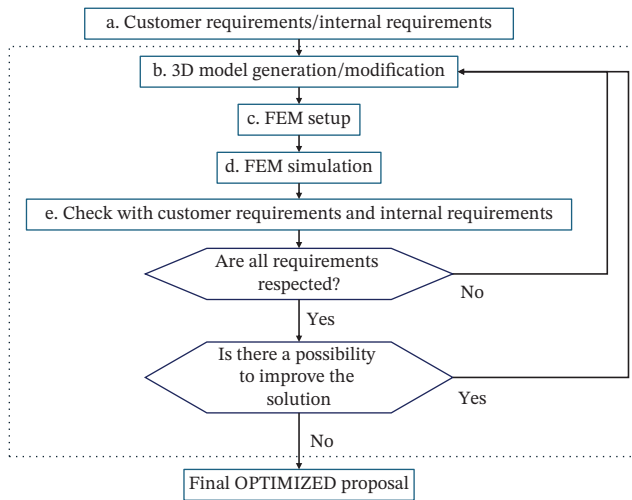 a. Customer requirements/internal requirements
b. 3D model generation/modification
c. FEM setup
d. FEM simulation
e. Check with customer requirements and internal requirements
Are all requirements
respected?
No
Yes
Is there a possibility
to improve the
solution
Yes
No
Final OPTIMIZED proposal